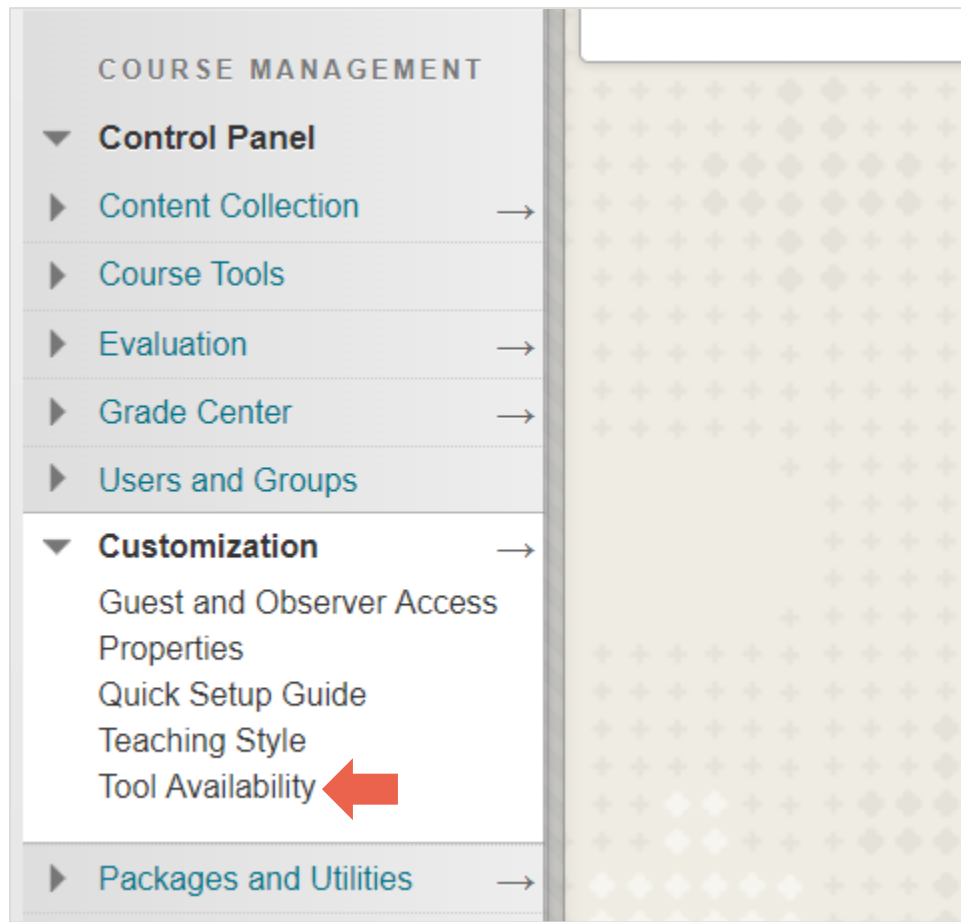 COURSE MANAGEMENT
Control Panel
Content Collection
Course Tools
Evaluation
Grade Center
Users and Groups
Customization
Guest and Observer Access
Properties
Quick Setup Guide
Teaching Style
Tool Availability
Packages and Utilities